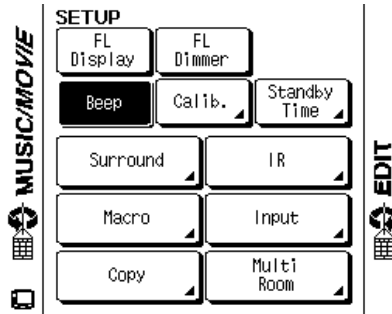 SETUP
FL
Display
FL
Dimmer
Beep
Calib.
Standby
Time
Surround
IR
Macro
Input
Copy
Multi
Room
MUSIC/MOVIE
EDIT